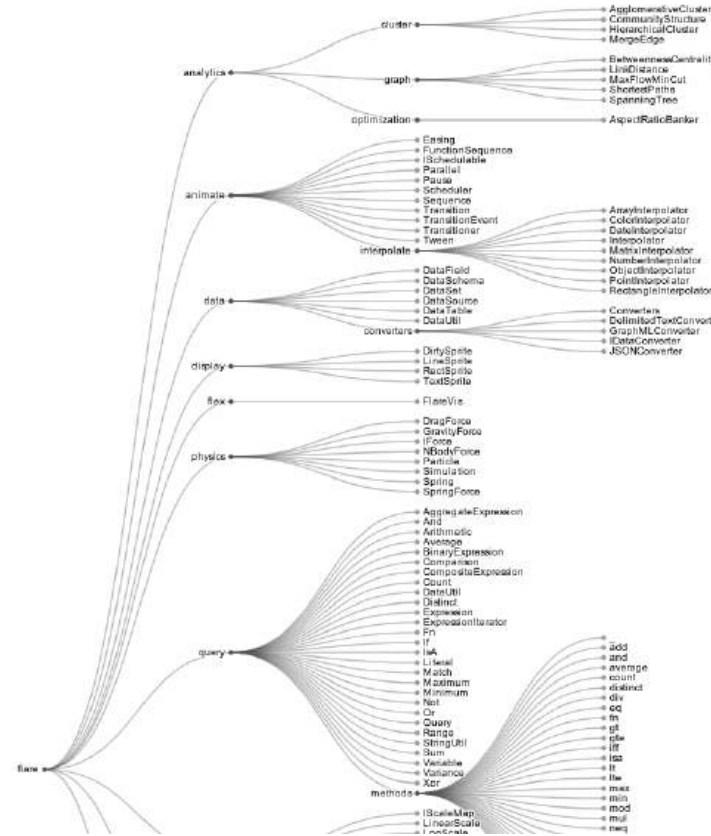 AgglomerativeCluster
CommunityStructure
HierarchicalCluster
MergeEdge
cluster
BetweennessCentralit
LinkDistance
MaxFlowMinCut
ShortestPaths
SpanningTree
graph
analytics
AspectRatioBanker
optimization
Easing
FunctionSequence
ISchedulable
Parallel
Pause
Scheduler
Sequence
Transition
TransitionEvent
Transitioner
Tween
animate
ArrayInterpolator
ColorInterpolator
DateInterpolator
Interpolator
MatrixInterpolator
NumberInterpolator
ObjectInterpolator
PointInterpolator
RectangleInterpolator
interpolate
DataField
DataSchema
DataSet
DataSource
DataTable
DataUtil
data
Converters
DelimitedTextConvert
GraphMLConverter
IDataConverter
JSONConverter
converters
DirtySprite
LineSprite
RectSprite
TextSprite
display
flex
FlareVis
DragForce
GravityForce
IForce
NBodyForce
Particle
Simulation
Spring
SpringForce
physics
AggregateExpression
And
Arithmetic
Average
BinaryExpression
Comparison
CompositeExpression
Count
DateUtil
Distinct
Expression
ExpressionIterator
Fn
If
IsA
Literal
Match
Maximum
Minimum
Not
Or
Query
Range
StringUtil
Sum
Variable
Variance
Xor
query
_
add
and
average
count
distinct
div
eq
fn
gt
gte
iff
isa
lt
lte
max
min
mod
mul
neq
methods
flare
IScaleMap
LinearScale
LogScale